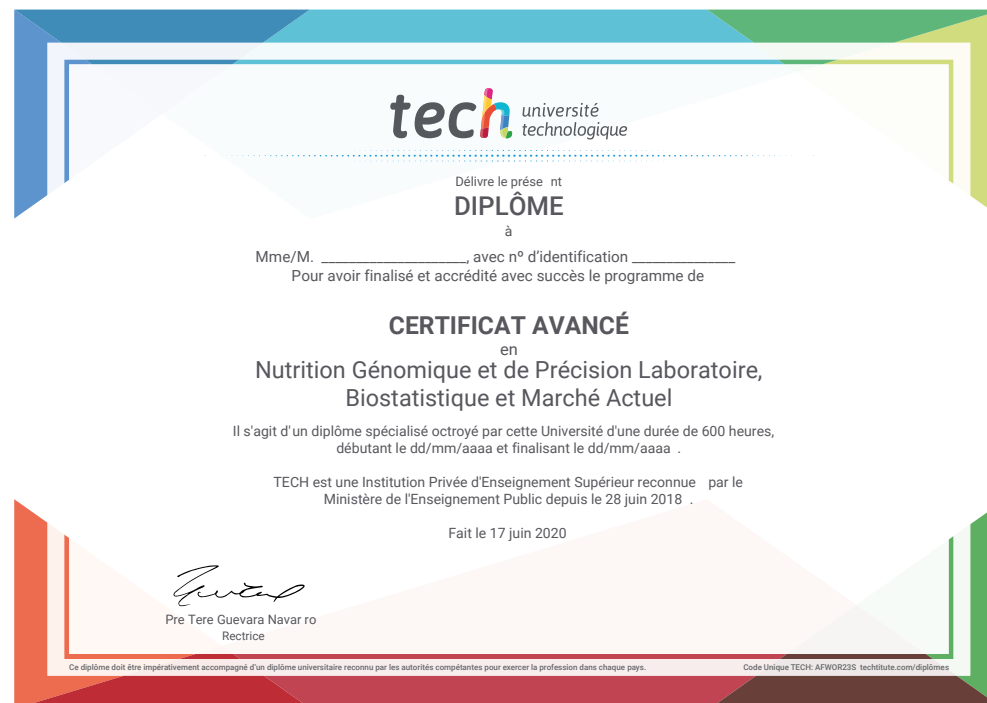 tech université
technologique
Délivre le prése nt
DIPLÔME
à
Mme/M. _____________________, avec nº d'identification _______________
Pour avoir finalisé et accrédité avec succès le programme de
CERTIFICAT AVANCÉ
en
Nutrition Génomique et de Précision Laboratoire,
Biostatistique et Marché Actuel
Il s'agit d'un diplôme spécialisé octroyé par cette Université d'une durée de 600 heures,
débutant le dd/mm/aaaa et finalisant le dd/mm/aaaa .
TECH est une Institution Privée d'Enseignement Supérieur reconnue par le
Ministère de l'Enseignement Public depuis le 28 juin 2018 .
Fait le 17 juin 2020
Pre Tere Guevara Navar ro
Rectrice
Ce diplôme doit être impérativement accompagné d'un diplôme universitaire reconnu par les autorités compétantes pour exercer la profession dans chaque pays. Code Unique TECH: AFWOR23S techtitute.com/diplômes